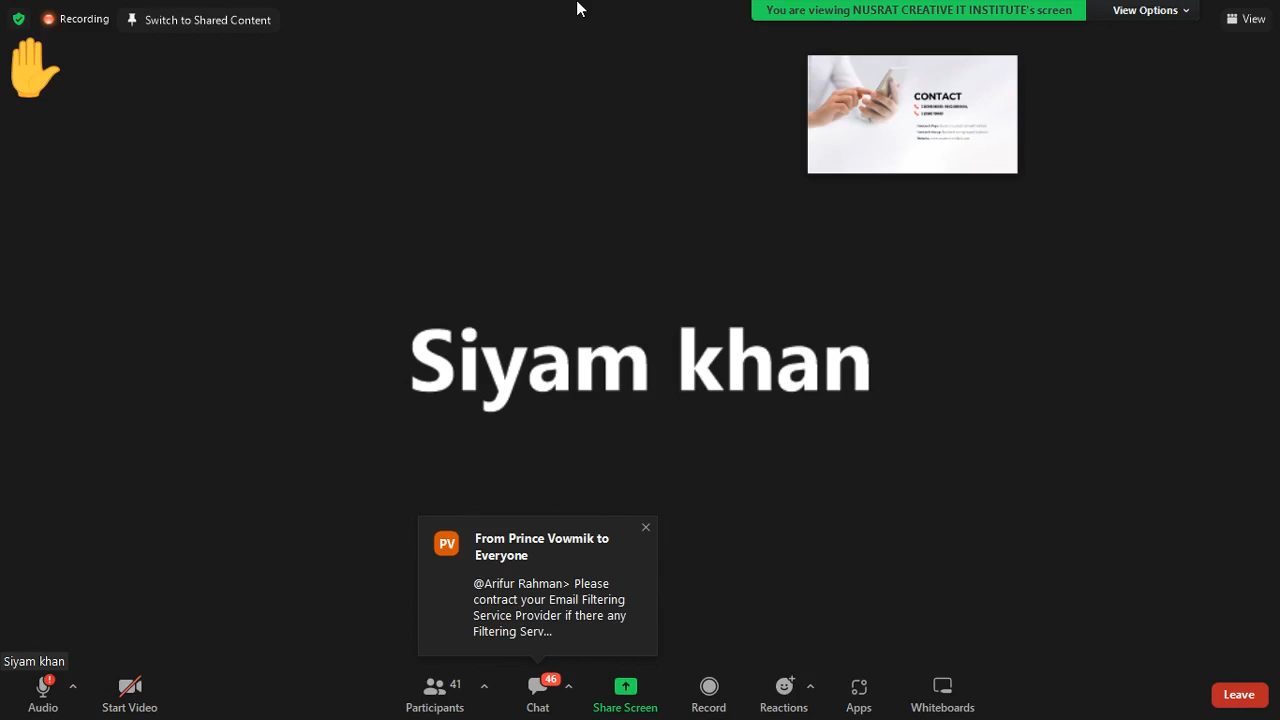 Recording
Switch to Shared Content
You are viewing NUSRAT CREATIVE IT INSTITUTE's screen
View Options
View
CONTACT
Siyam khan
PV
From Prince Vowmik to
Everyone
@Arifur Rahman> Please
contract your Email Filtering
Service Provider if there any
Filtering Serv...
Siyam khan
Audio
Start Video
41
Participants
46
Chat
Share Screen
Record
Reactions
Apps
Whiteboards
Leave